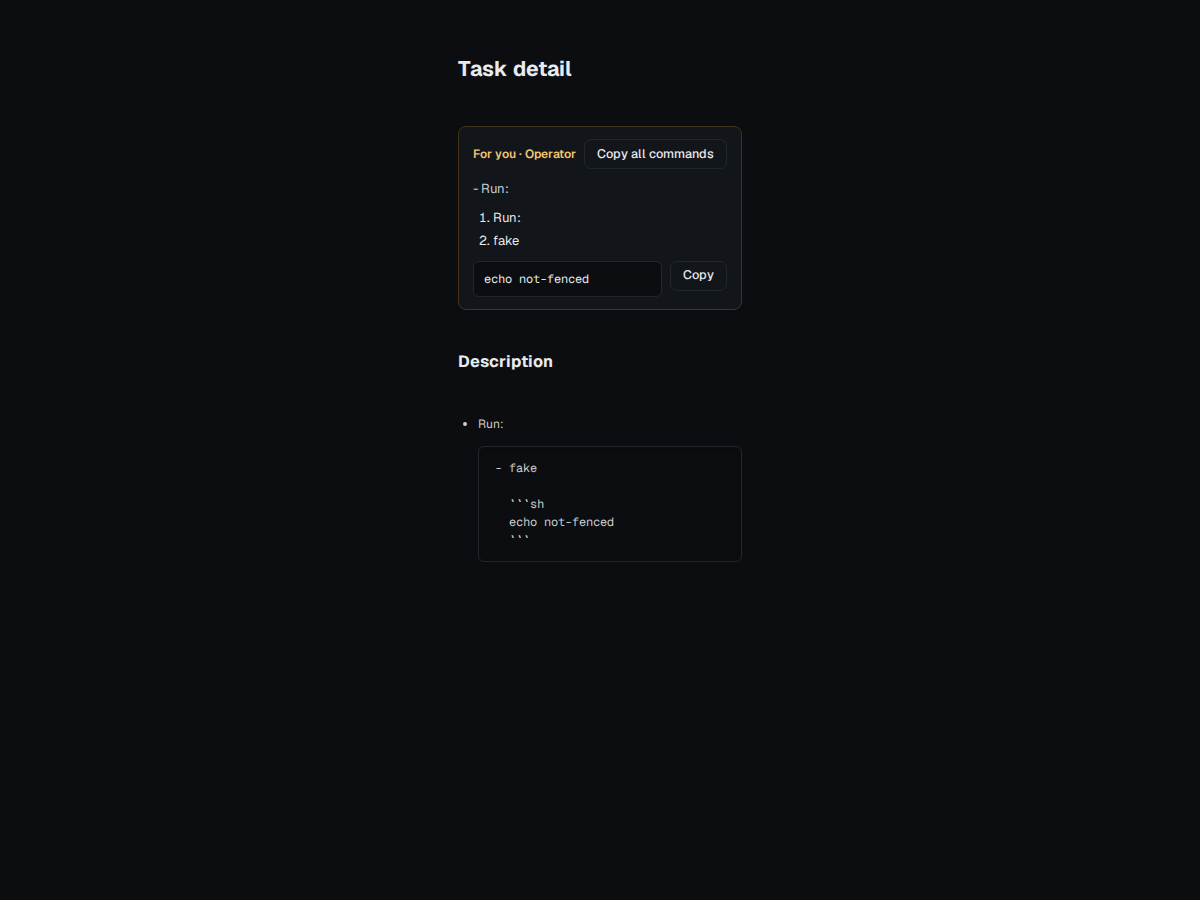 Task detail
For you · Operator Copy all commands
- Run:
1. Run:
2. fake
echo not-fenced Copy
Description
• Run:
- fake
```sh
echo not-fenced
```